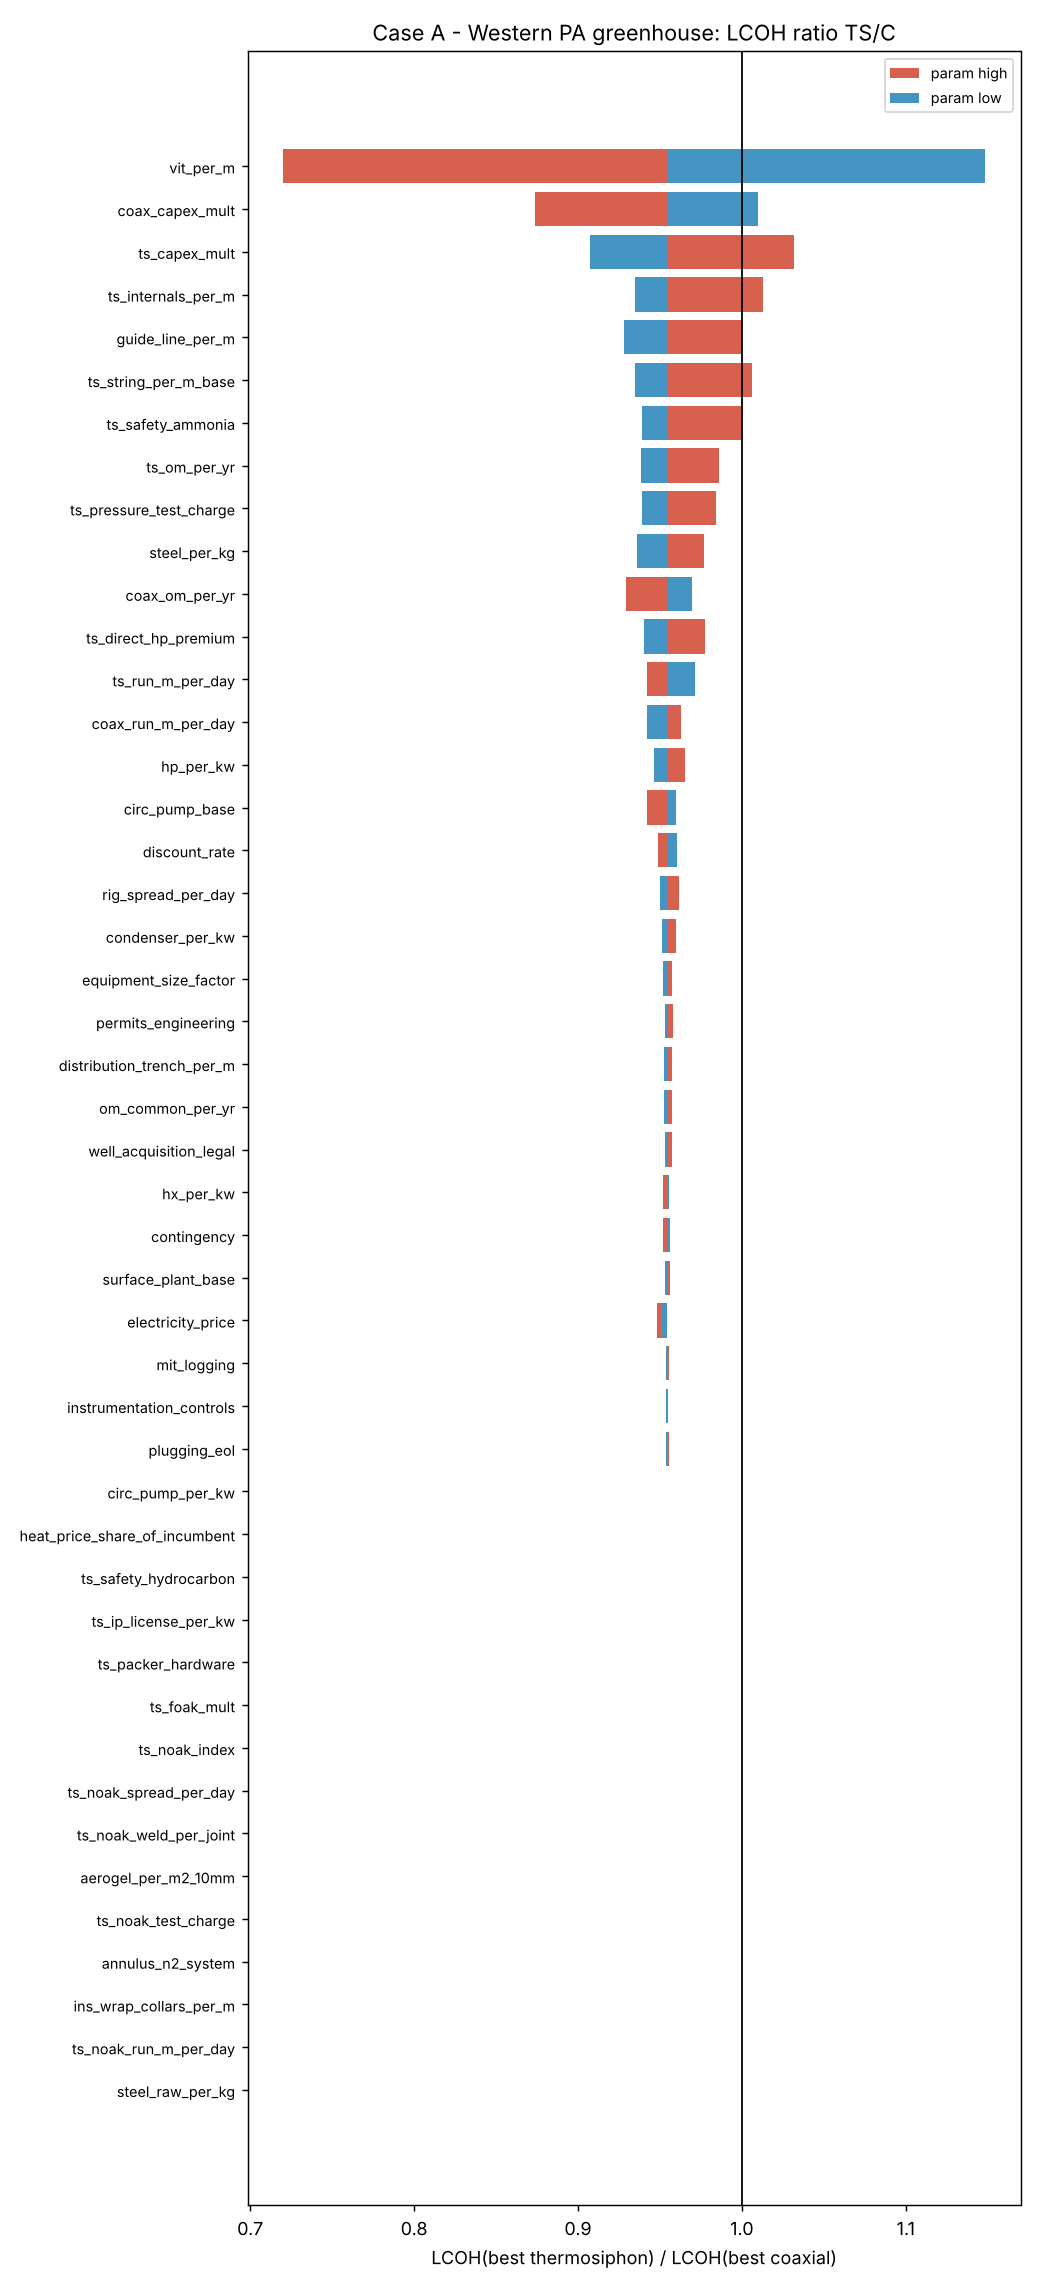 Case A - Western PA greenhouse: LCOH ratio TS/C
param high
param low
vit_per_m
coax_capex_mult
ts_capex_mult
ts_internals_per_m
guide_line_per_m
ts_string_per_m_base
ts_safety_ammonia
ts_om_per_yr
ts_pressure_test_charge
steel_per_kg
coax_om_per_yr
ts_direct_hp_premium
ts_run_m_per_day
coax_run_m_per_day
hp_per_kw
circ_pump_base
discount_rate
rig_spread_per_day
condenser_per_kw
equipment_size_factor
permits_engineering
distribution_trench_per_m
om_common_per_yr
well_acquisition_legal
hx_per_kw
contingency
surface_plant_base
electricity_price
mit_logging
instrumentation_controls
plugging_eol
circ_pump_per_kw
heat_price_share_of_incumbent
ts_safety_hydrocarbon
ts_ip_license_per_kw
ts_packer_hardware
ts_foak_mult
ts_noak_index
ts_noak_spread_per_day
ts_noak_weld_per_joint
aerogel_per_m2_10mm
ts_noak_test_charge
annulus_n2_system
ins_wrap_collars_per_m
ts_noak_run_m_per_day
steel_raw_per_kg
0.7 0.8 0.9 1.0 1.1
LCOH(best thermosiphon) / LCOH(best coaxial)